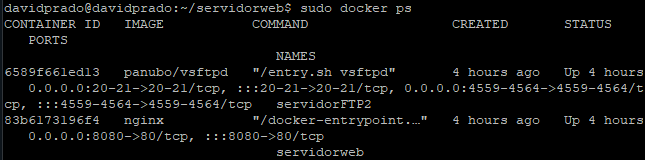 davidprado@davidprado:~/servidorweb$ sudo docker ps
CONTAINER ID   IMAGE           COMMAND                  CREATED       STATUS
   PORTS
                               NAMES
6589f661ed13   panubo/vsftpd   "/entry.sh vsftpd"       4 hours ago   Up 4 hours
   0.0.0.0:20-21->20-21/tcp, :::20-21->20-21/tcp, 0.0.0.0:4559-4564->4559-4564/t
cp, :::4559-4564->4559-4564/tcp   servidorFTP2
83b6173196f4   nginx           "/docker-entrypoint.…"   4 hours ago   Up 4 hours
   0.0.0.0:8080->80/tcp, :::8080->80/tcp
                               servidorweb